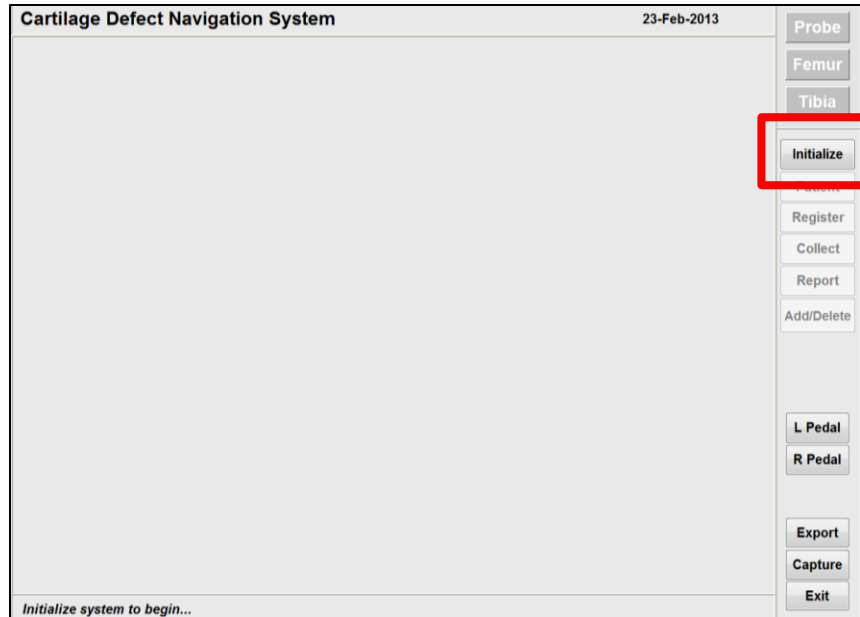 Cartilage Defect Navigation System
23-Feb-2013
Probe
Femur
Tibia
Initialize
Patient
Register
Collect
Report
Add/Delete
L Pedal
R Pedal
Export
Capture
Exit
Initialize system to begin...